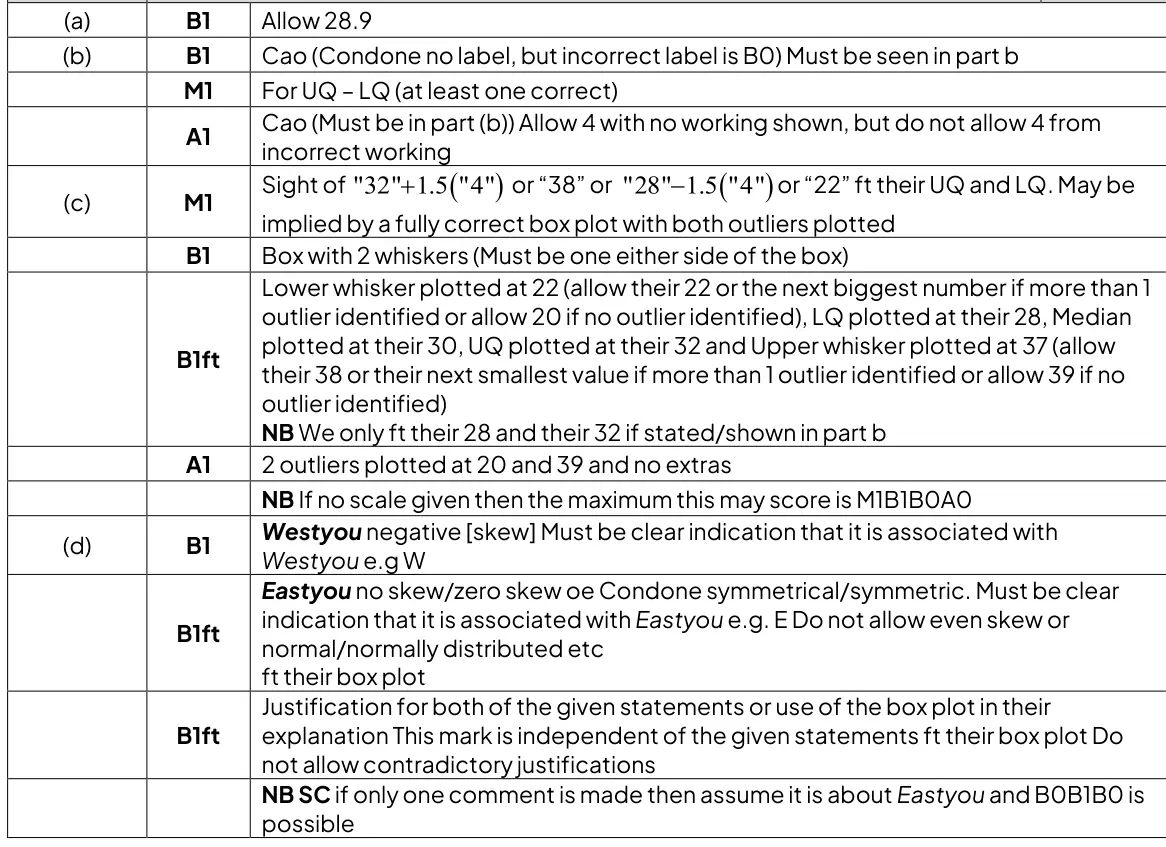 (a) B1 Allow 28.9
(b) B1 Cao (Condone no label, but incorrect label is B0) Must be seen in part b
M1 For UQ – LQ (at least one correct)
A1 Cao (Must be in part (b)) Allow 4 with no working shown, but do not allow 4 from
incorrect working
(c) M1 Sight of "32"+1.5("4") or “38” or "28"−1.5("4") or “22” ft their UQ and LQ. May be
implied by a fully correct box plot with both outliers plotted
B1 Box with 2 whiskers (Must be one either side of the box)
B1ft Lower whisker plotted at 22 (allow their 22 or the next biggest number if more than 1
outlier identified or allow 20 if no outlier identified), LQ plotted at their 28, Median
plotted at their 30, UQ plotted at their 32 and Upper whisker plotted at 37 (allow
their 38 or their next smallest value if more than 1 outlier identified or allow 39 if no
outlier identified)
NB We only ft their 28 and their 32 if stated/shown in part b
A1 2 outliers plotted at 20 and 39 and no extras
NB If no scale given then the maximum this may score is M1B1B0A0
(d) B1 Westyou negative [skew] Must be clear indication that it is associated with
Westyou e.g W
B1ft Eastyou no skew/zero skew oe Condone symmetrical/symmetric. Must be clear
indication that it is associated with Eastyou e.g. E Do not allow even skew or
normal/normally distributed etc
ft their box plot
B1ft Justification for both of the given statements or use of the box plot in their
explanation This mark is independent of the given statements ft their box plot Do
not allow contradictory justifications
NB SC if only one comment is made then assume it is about Eastyou and B0B1B0 is
possible